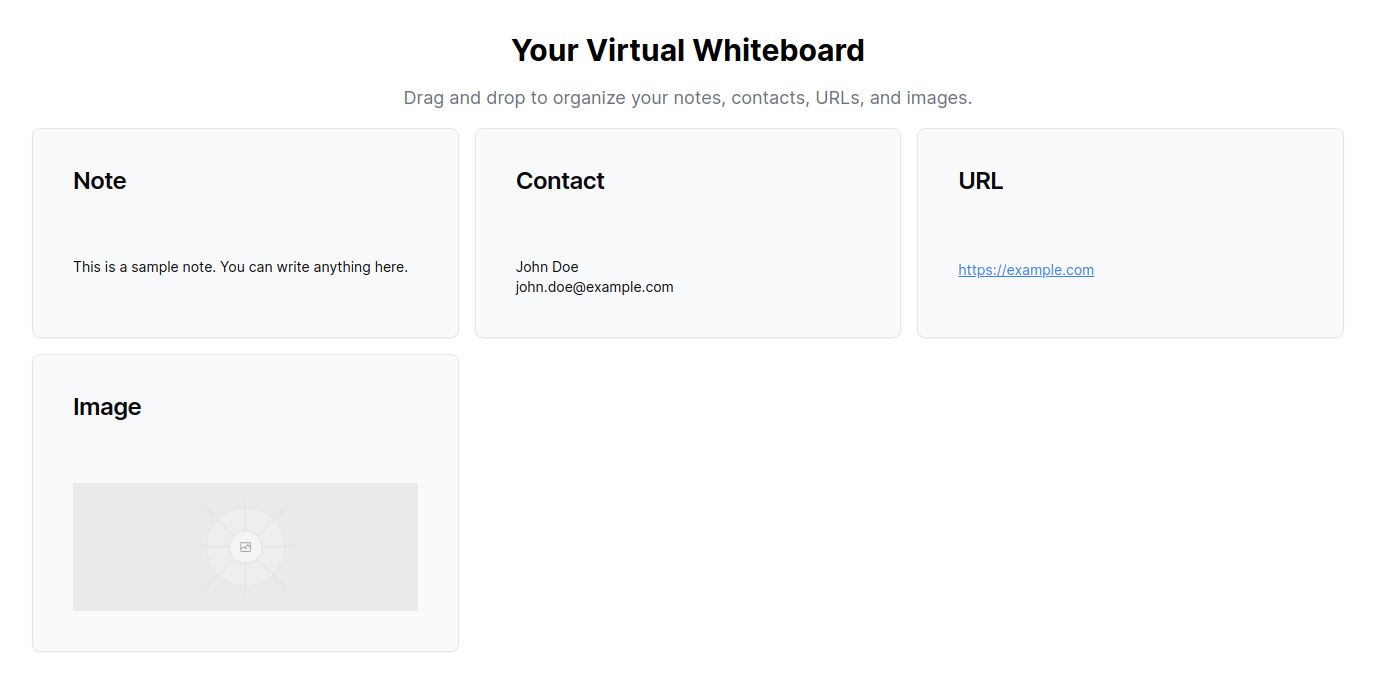 Your Virtual Whiteboard
Drag and drop to organize your notes, contacts, URLs, and images.
Note
This is a sample note. You can write anything here.
Contact
John Doe
john.doe@example.com
URL
https://example.com
Image